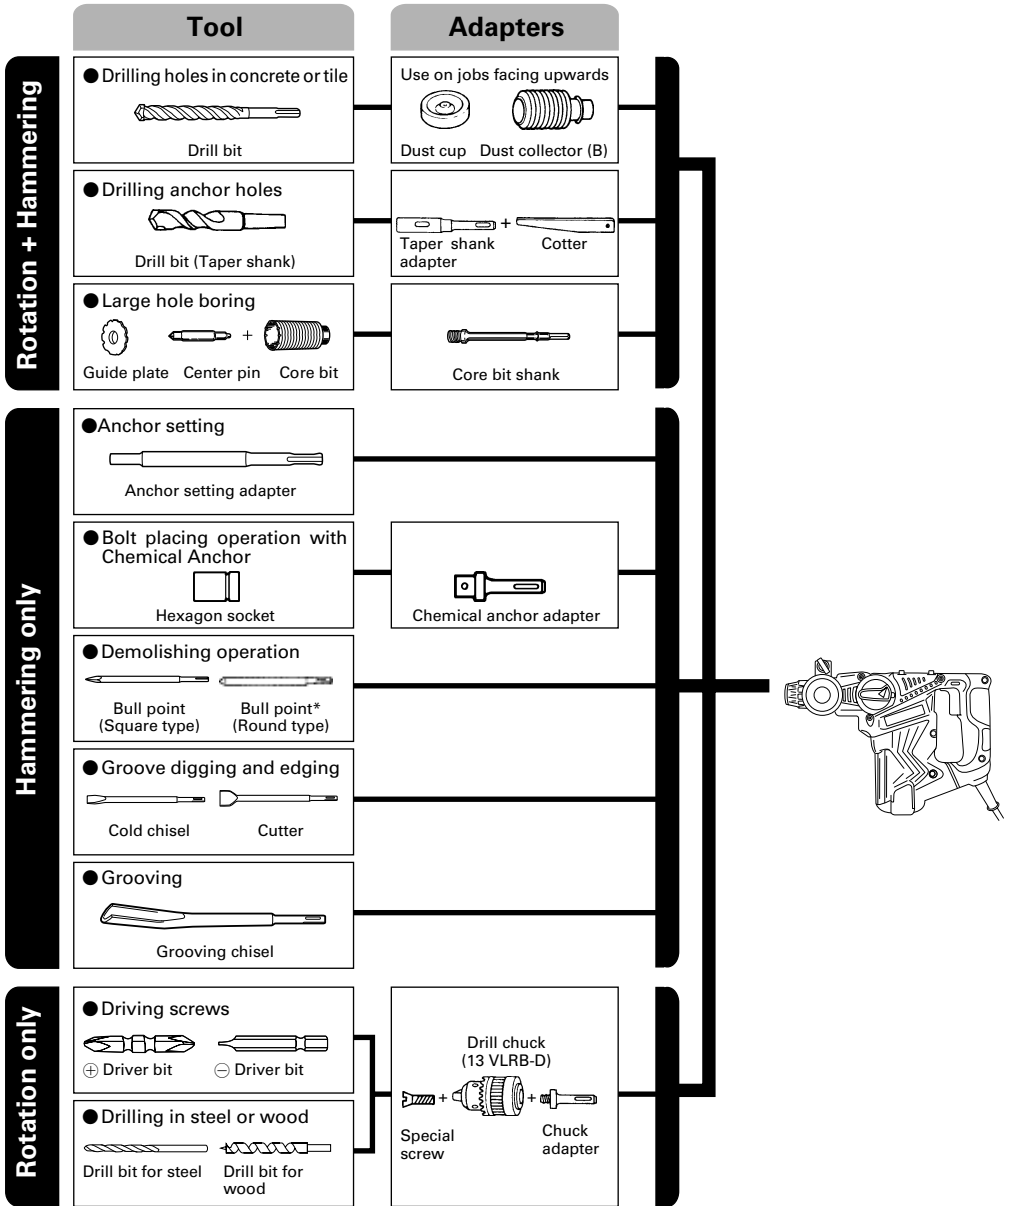 Tool
Adapters
Rotation + Hammering
● Drilling holes in concrete or tile
Drill bit
Use on jobs facing upwards
Dust cup
Dust collector (B)
● Drilling anchor holes
Drill bit (Taper shank)
+
Taper shank
adapter
Cotter
● Large hole boring
+
Guide plate
Center pin
Core bit
Core bit shank
Hammering only
● Anchor setting
Anchor setting adapter
● Bolt placing operation with
Chemical Anchor
Hexagon socket
Chemical anchor adapter
● Demolishing operation
Bull point
(Square type)
Bull point*
(Round type)
● Groove digging and edging
Cold chisel
Cutter
● Grooving
Grooving chisel
Rotation only
● Driving screws
⊕ Driver bit
⊖ Driver bit
● Drilling in steel or wood
Drill bit for steel
Drill bit for
wood
Drill chuck
(13 VLRB-D)
+ +
Special
screw
Chuck
adapter